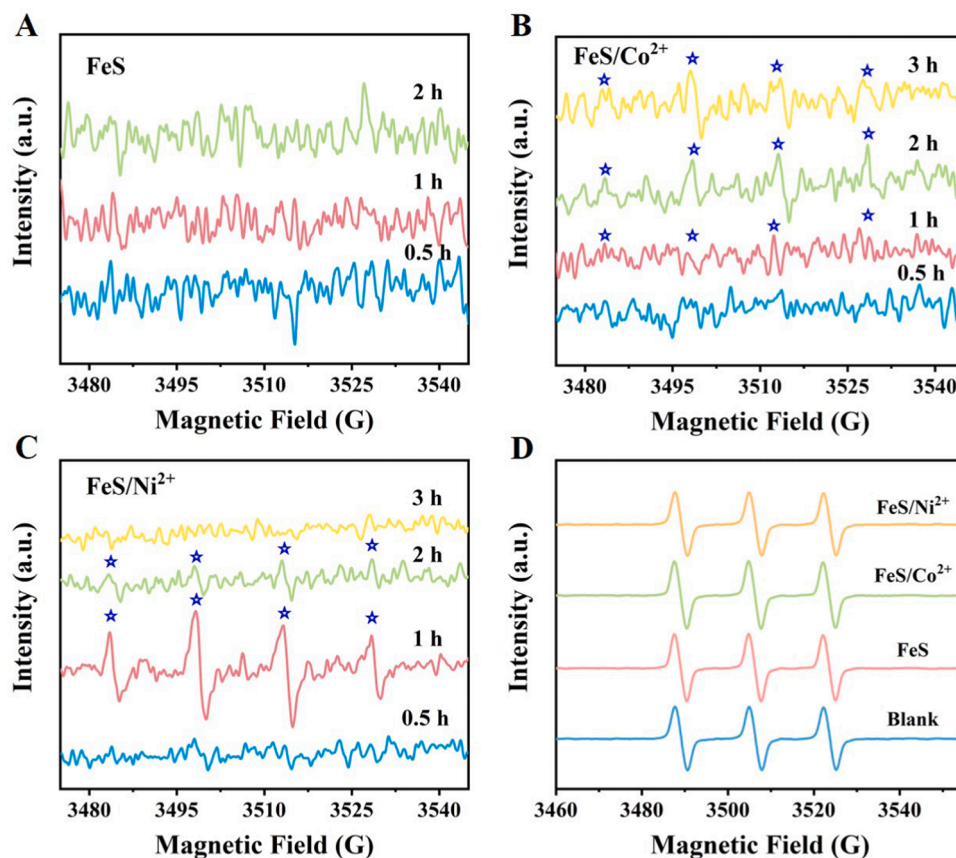 A
FeS
2 h
1 h
0.5 h
Intensity (a.u.)
3480 3495 3510 3525 3540
Magnetic Field (G)
B
FeS/Co²⁺
3 h
2 h
1 h
0.5 h
Intensity (a.u.)
3480 3495 3510 3525 3540
Magnetic Field (G)
C
FeS/Ni²⁺
3 h
2 h
1 h
0.5 h
Intensity (a.u.)
3480 3495 3510 3525 3540
Magnetic Field (G)
D
FeS/Ni²⁺
FeS/Co²⁺
FeS
Blank
Intensity (a.u.)
3460 3480 3500 3520 3540
Magnetic Field (G)